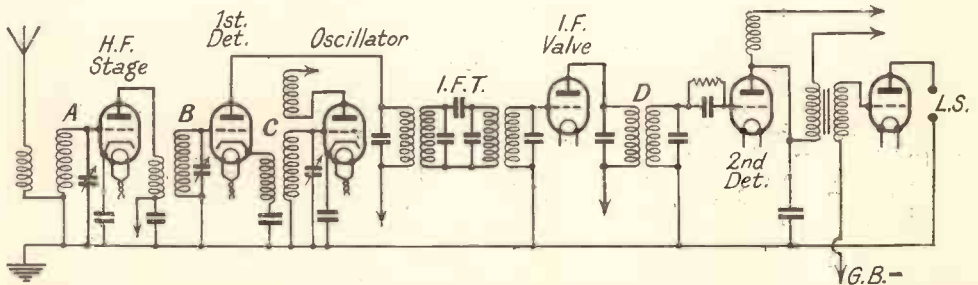 H.F.
Stage
A
1st.
Det.
B
Oscillator
C
I.F.T.
I.F.
Valve
D
2nd
Det.
L.S.
G.B.-